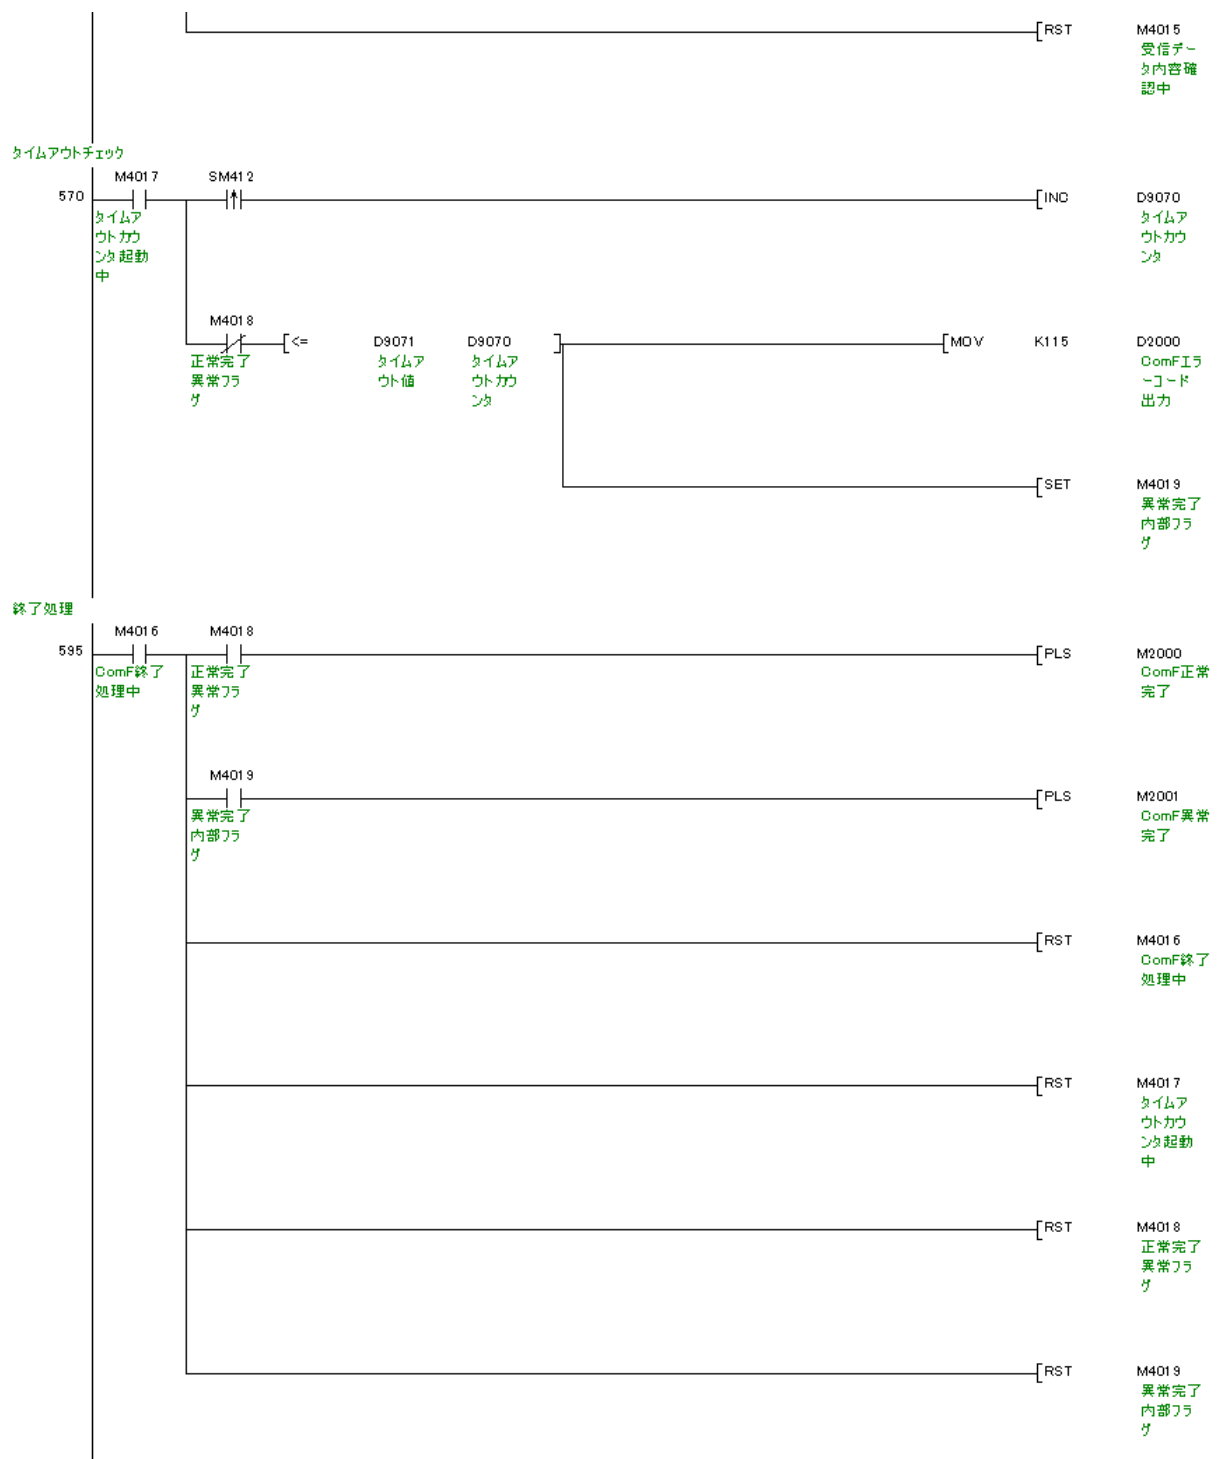 RST M4015
受信デー
タ内容確
認中
タイムアウトチェック
M4017 SM412
570 INC D9070
タイムア
ウトカウ
ンタ起動
中
タイムア
ウトカウ
ンタ
M4018
<= D9071 D9070 MOV K115 D2000
正常完了
異常フラ
グ
タイムア
ウト値
タイムア
ウトカウ
ンタ
ComFエラ
ーコード
出力
SET M4019
異常完了
内部フラ
グ
終了処理
M4016 M4018
595 PLS M2000
ComF終了
処理中
正常完了
異常フラ
グ
ComF正常
完了
M4019
PLS M2001
異常完了
内部フラ
グ
ComF異常
完了
RST M4016
ComF終了
処理中
RST M4017
タイムア
ウトカウ
ンタ起動
中
RST M4018
正常完了
異常フラ
グ
RST M4019
異常完了
内部フラ
グ